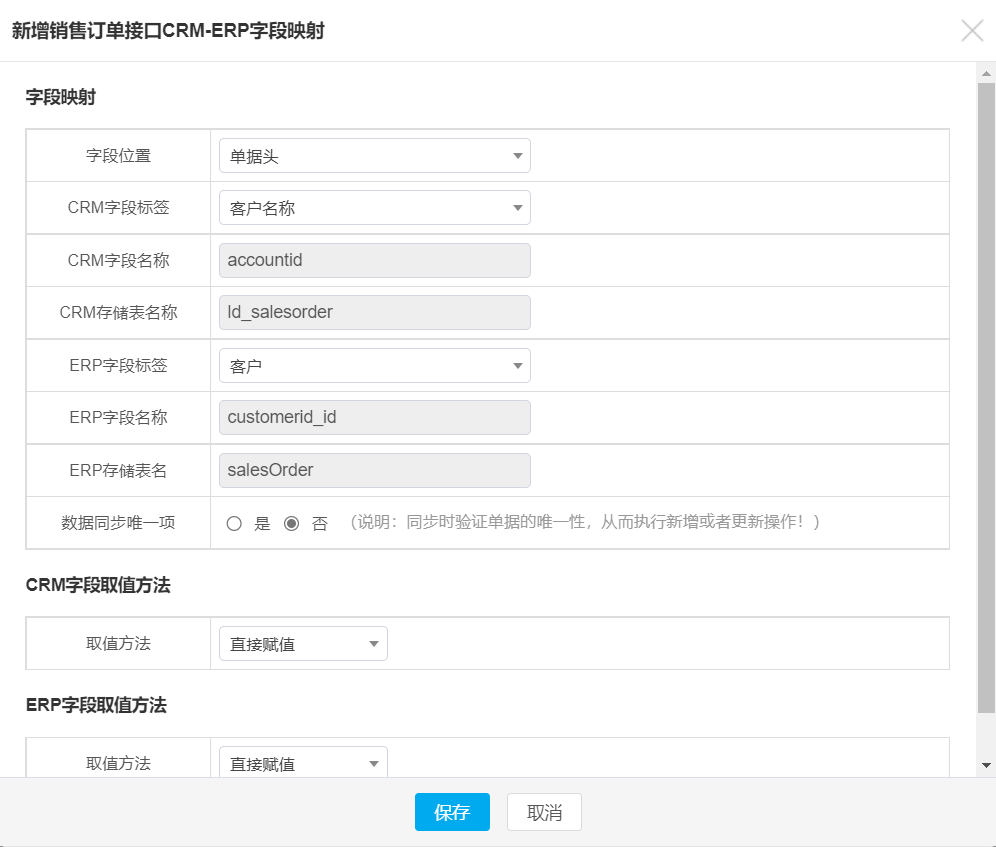 新增销售订单接口CRM-ERP字段映射
字段映射
字段位置 单据头
CRM字段标签 客户名称
CRM字段名称 accountid
CRM存储表名称 ld_salesorder
ERP字段标签 客户
ERP字段名称 customerid_id
ERP存储表名 salesOrder
数据同步唯一项 是 否 （说明：同步时验证单据的唯一性，从而执行新增或者更新操作！）
CRM字段取值方法
取值方法 直接赋值
ERP字段取值方法
取值方法 直接赋值
保存 取消